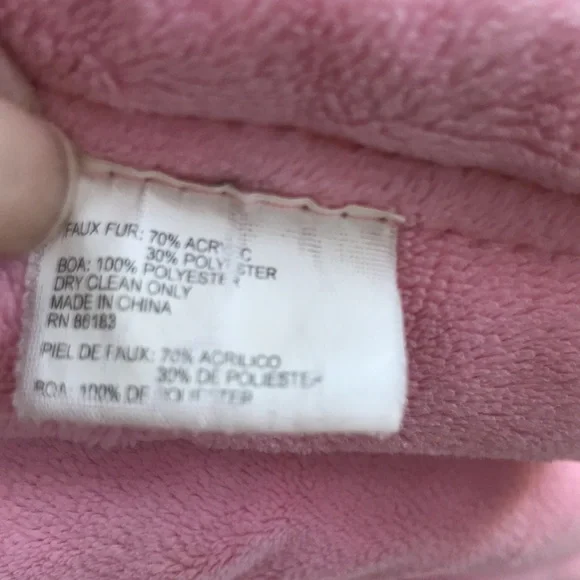 FAUX FUR: 70% ACRYLIC
30% POLYESTER
BOA: 100% POLYESTER
DRY CLEAN ONLY
MADE IN CHINA
RN 86183
PIEL DE FAUX: 70% ACRILICO
30% DE POLIESTER
BOA: 100% DE POLIESTER